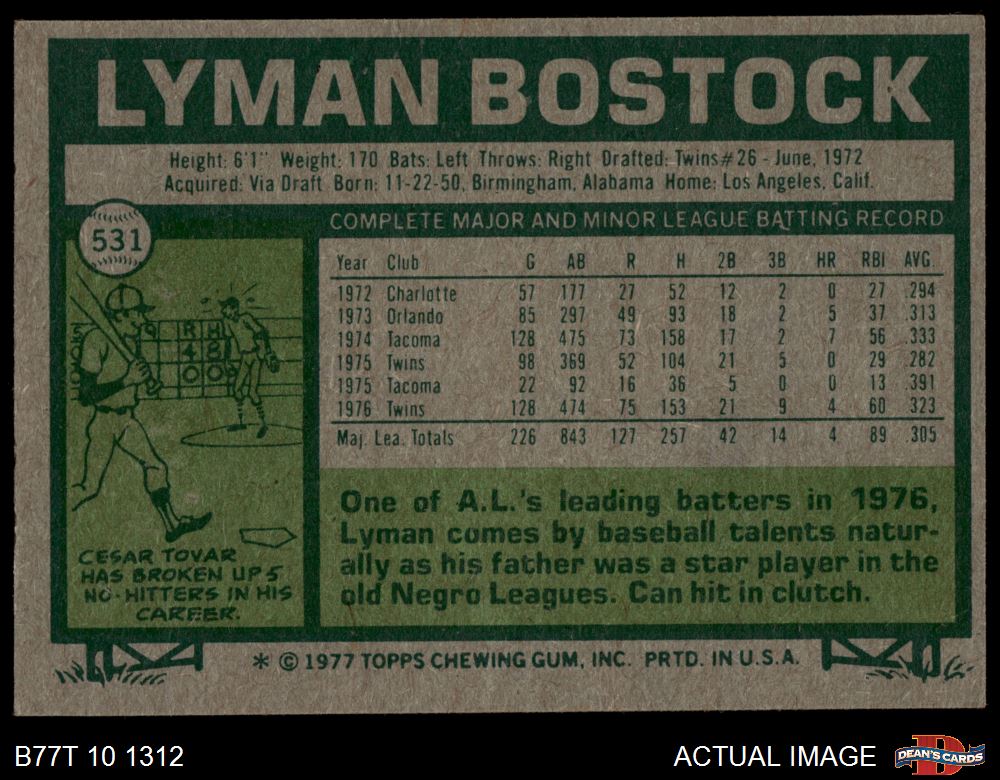 LYMAN BOSTOCK
Height: 6'1" Weight: 170 Bats: Left Throws: Right Drafted: Twins#26 - June, 1972
Acquired: Via Draft Born: 11-22-50, Birmingham, Alabama Home: Los Angeles, Calif.
531
COMPLETE MAJOR AND MINOR LEAGUE BATTING RECORD
Year Club G AB R H 2B 3B HR RBI AVG.
1972 Charlotte 57 177 27 52 12 2 0 27 .294
1973 Orlando 85 297 49 93 18 2 5 37 .313
1974 Tacoma 128 475 73 158 17 2 7 56 .333
1975 Twins 98 369 52 104 21 5 0 29 .282
1975 Tacoma 22 92 16 36 5 0 0 13 .391
1976 Twins 128 474 75 153 21 9 4 60 .323
Maj. Lea. Totals 226 843 127 257 42 14 4 89 .305
R H
4 8
0 0
CESAR TOVAR
HAS BROKEN UP 5
NO-HITTERS IN HIS
CAREER.
One of A.L.'s leading batters in 1976,
Lyman comes by baseball talents natur-
ally as his father was a star player in the
old Negro Leagues. Can hit in clutch.
* © 1977 TOPPS CHEWING GUM, INC. PRTD. IN U.S.A.
B77T 10 1312
ACTUAL IMAGE
DEAN'S CARDS